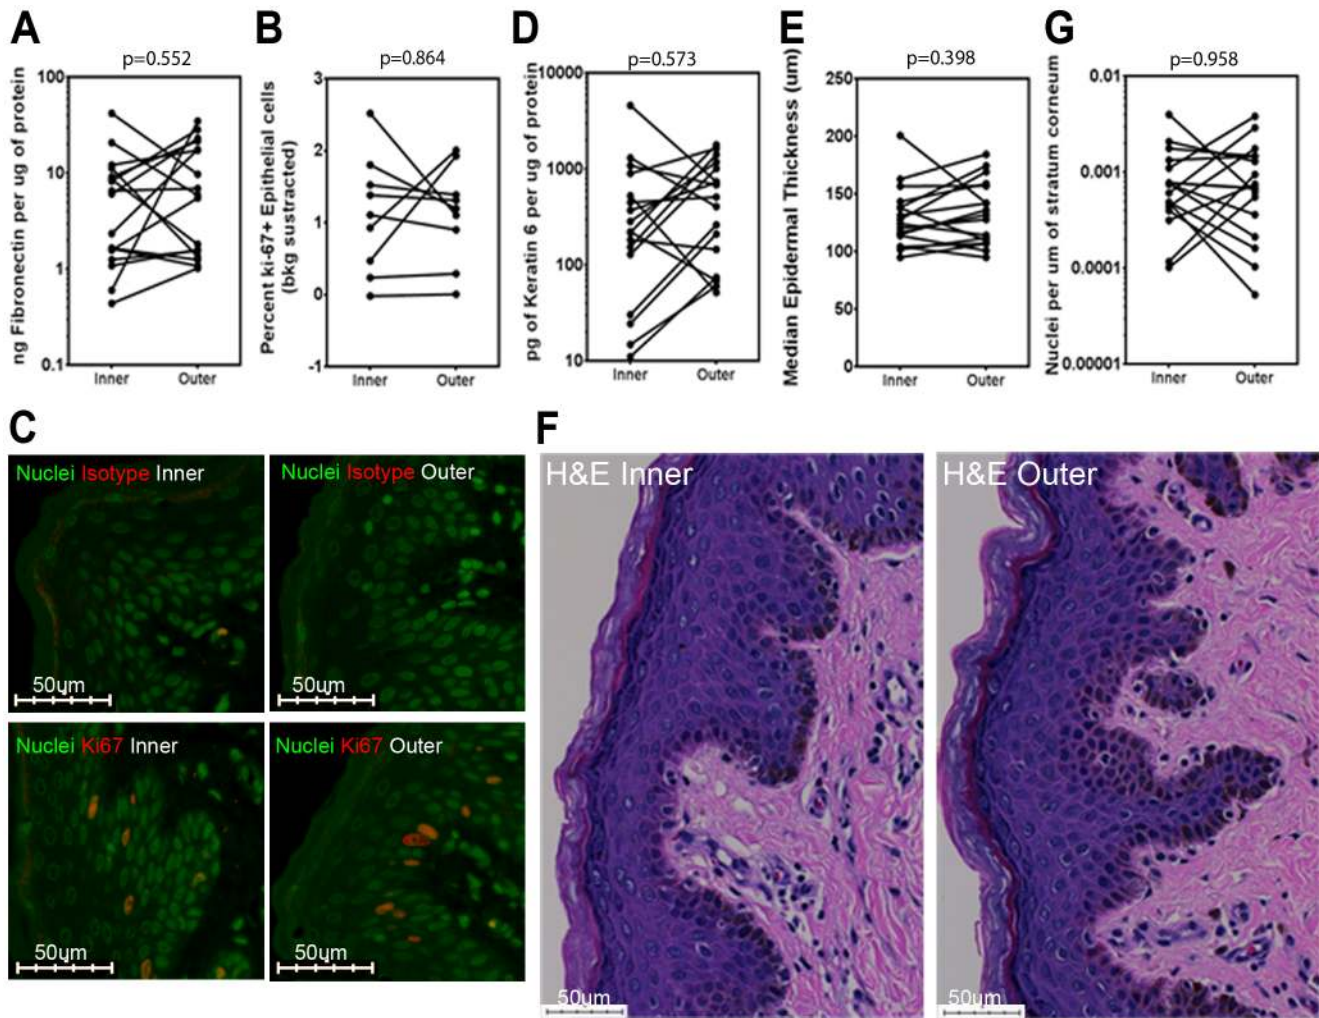 A
p=0.552
ng Fibronectin per ug of protein
100
10
1
0.1
Inner Outer
B
p=0.864
Percent ki-67+ Epithelial cells
(bkg sustracted)
3
2
1
0
-1
Inner Outer
D
p=0.573
pg of Keratin 6 per ug of protein
10000
1000
100
10
Inner Outer
E
p=0.398
Median Epidermal Thickness (um)
250
200
150
100
50
0
Inner Outer
G
p=0.958
Nuclei per um of stratum corneum
0.01
0.001
0.0001
0.00001
Inner Outer
C
Nuclei Isotype Inner
50µm
Nuclei Isotype Outer
50µm
Nuclei Ki67 Inner
50µm
Nuclei Ki67 Outer
50µm
F
H&E Inner
50µm
H&E Outer
50µm